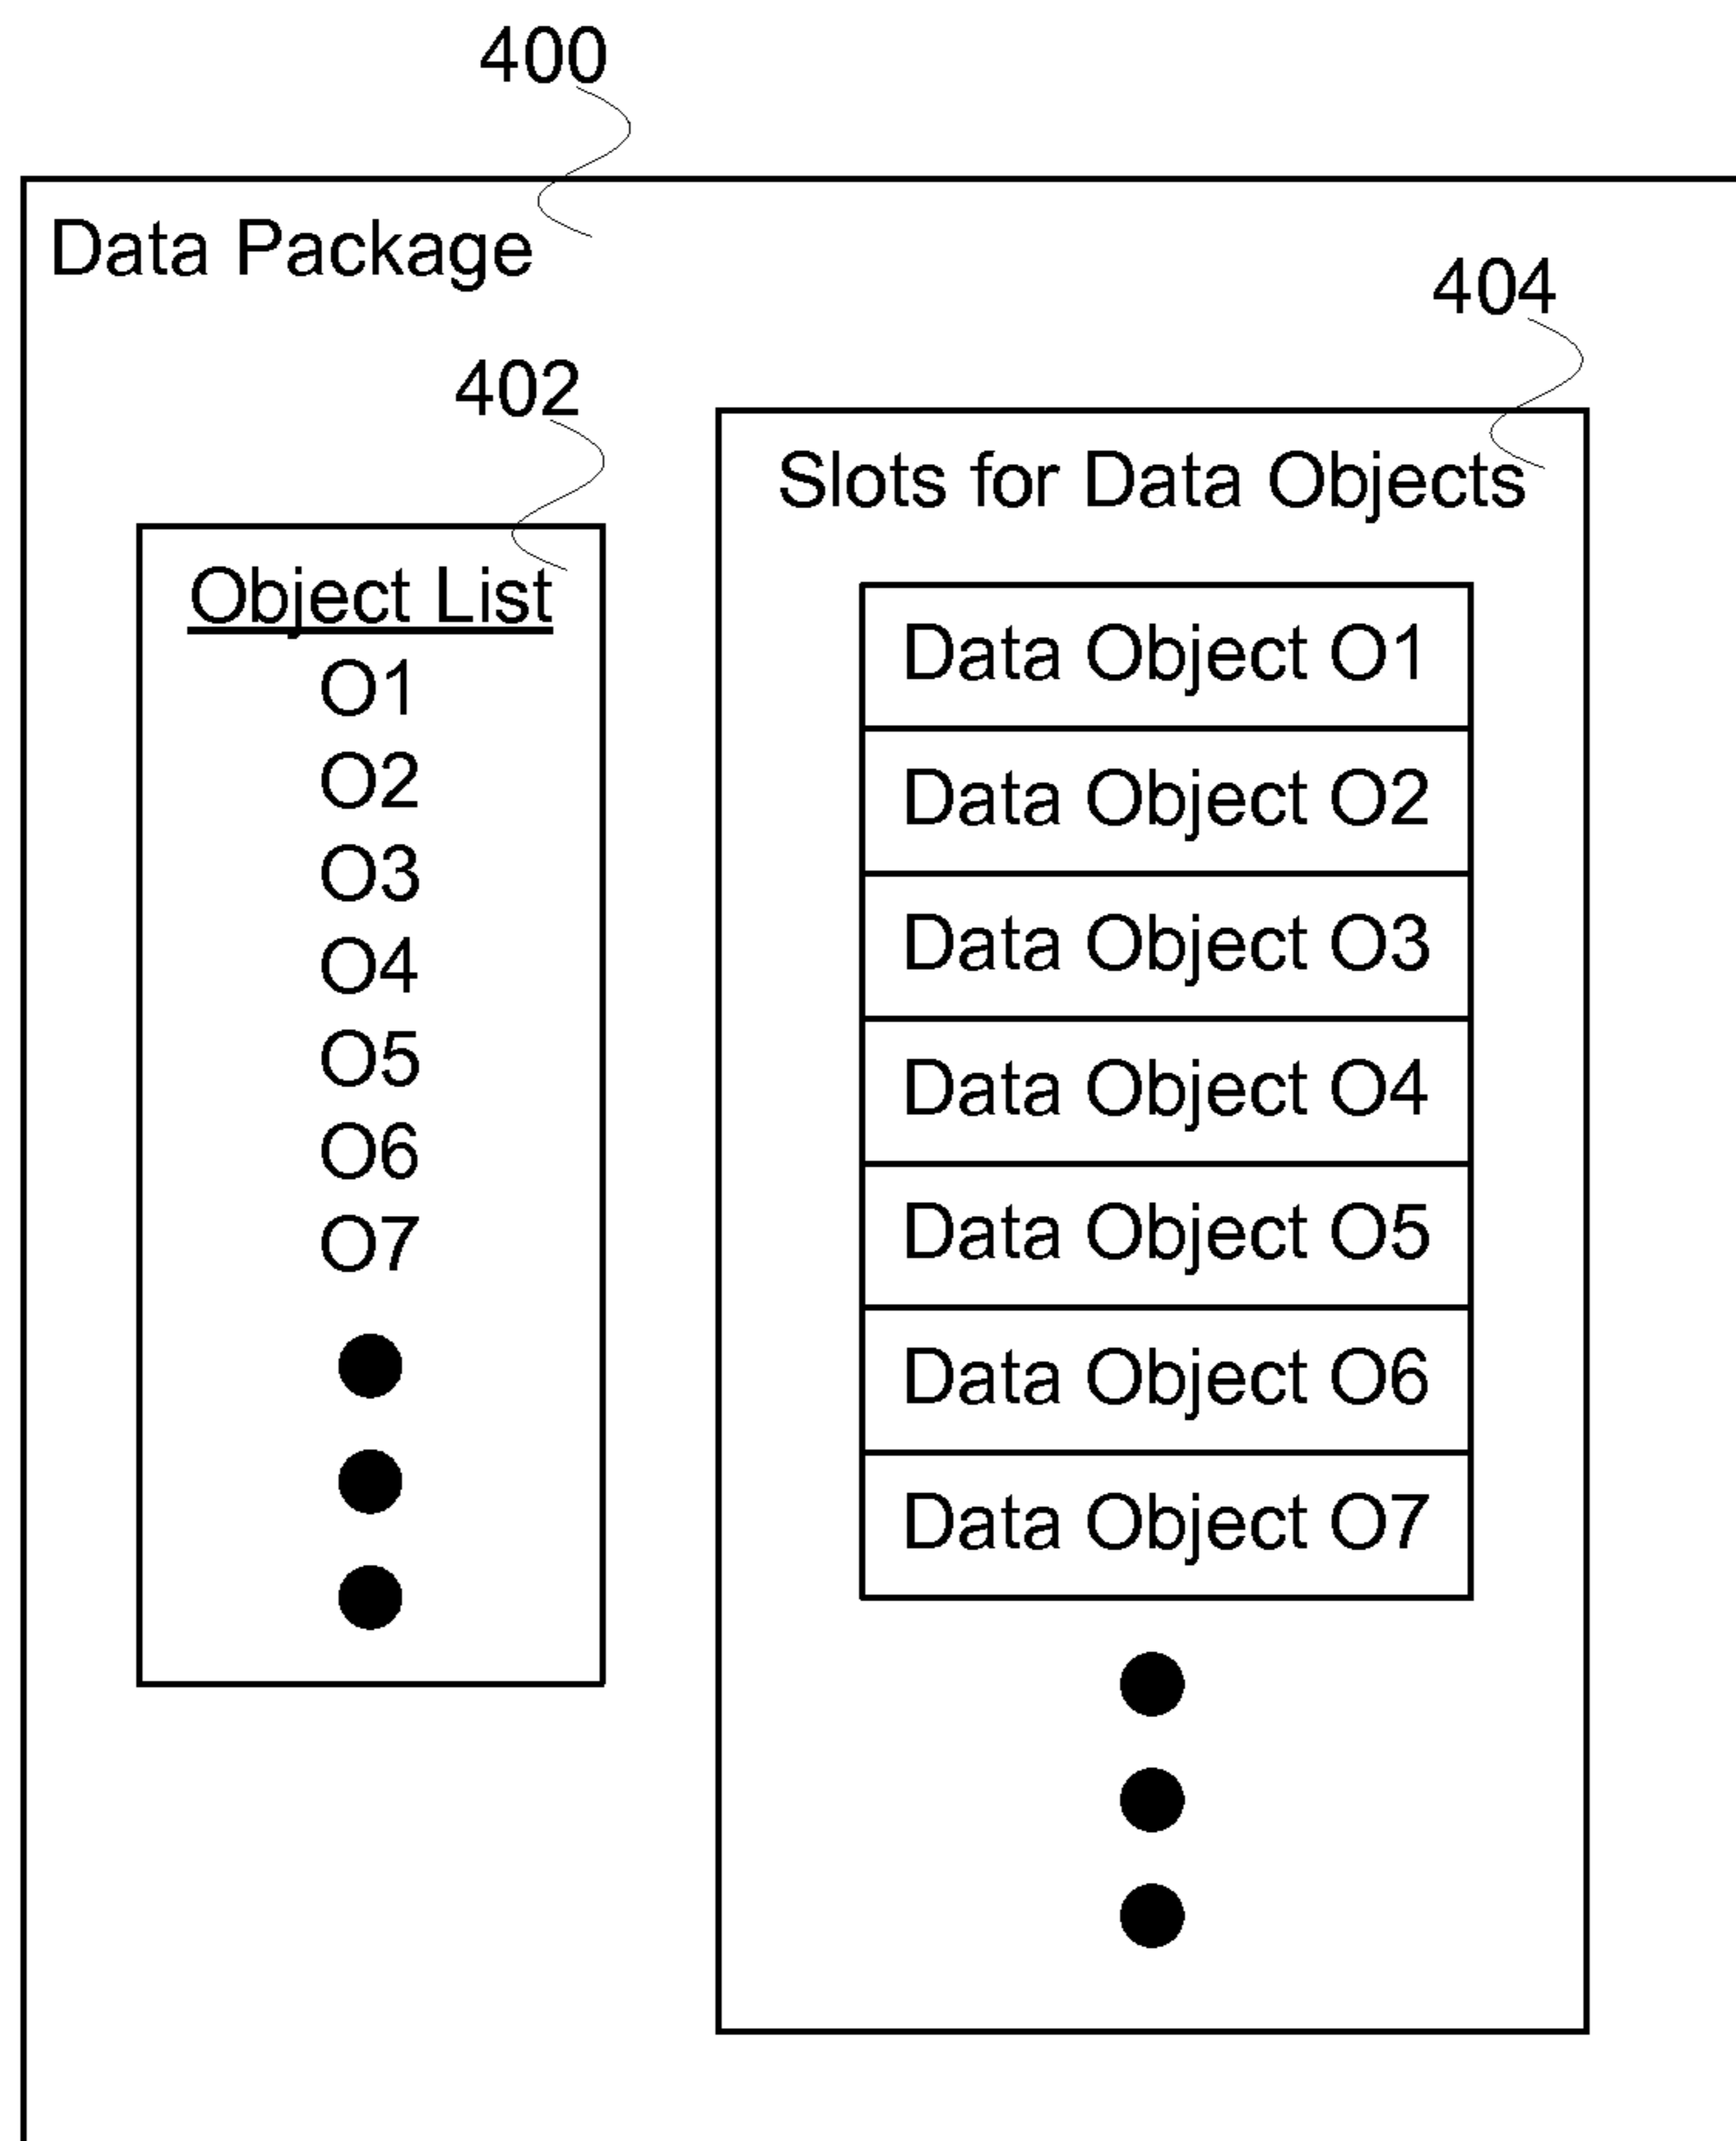 400
Data Package
404
402
Slots for Data Objects
Object List
O1
O2
O3
O4
O5
O6
O7
Data Object O1
Data Object O2
Data Object O3
Data Object O4
Data Object O5
Data Object O6
Data Object O7